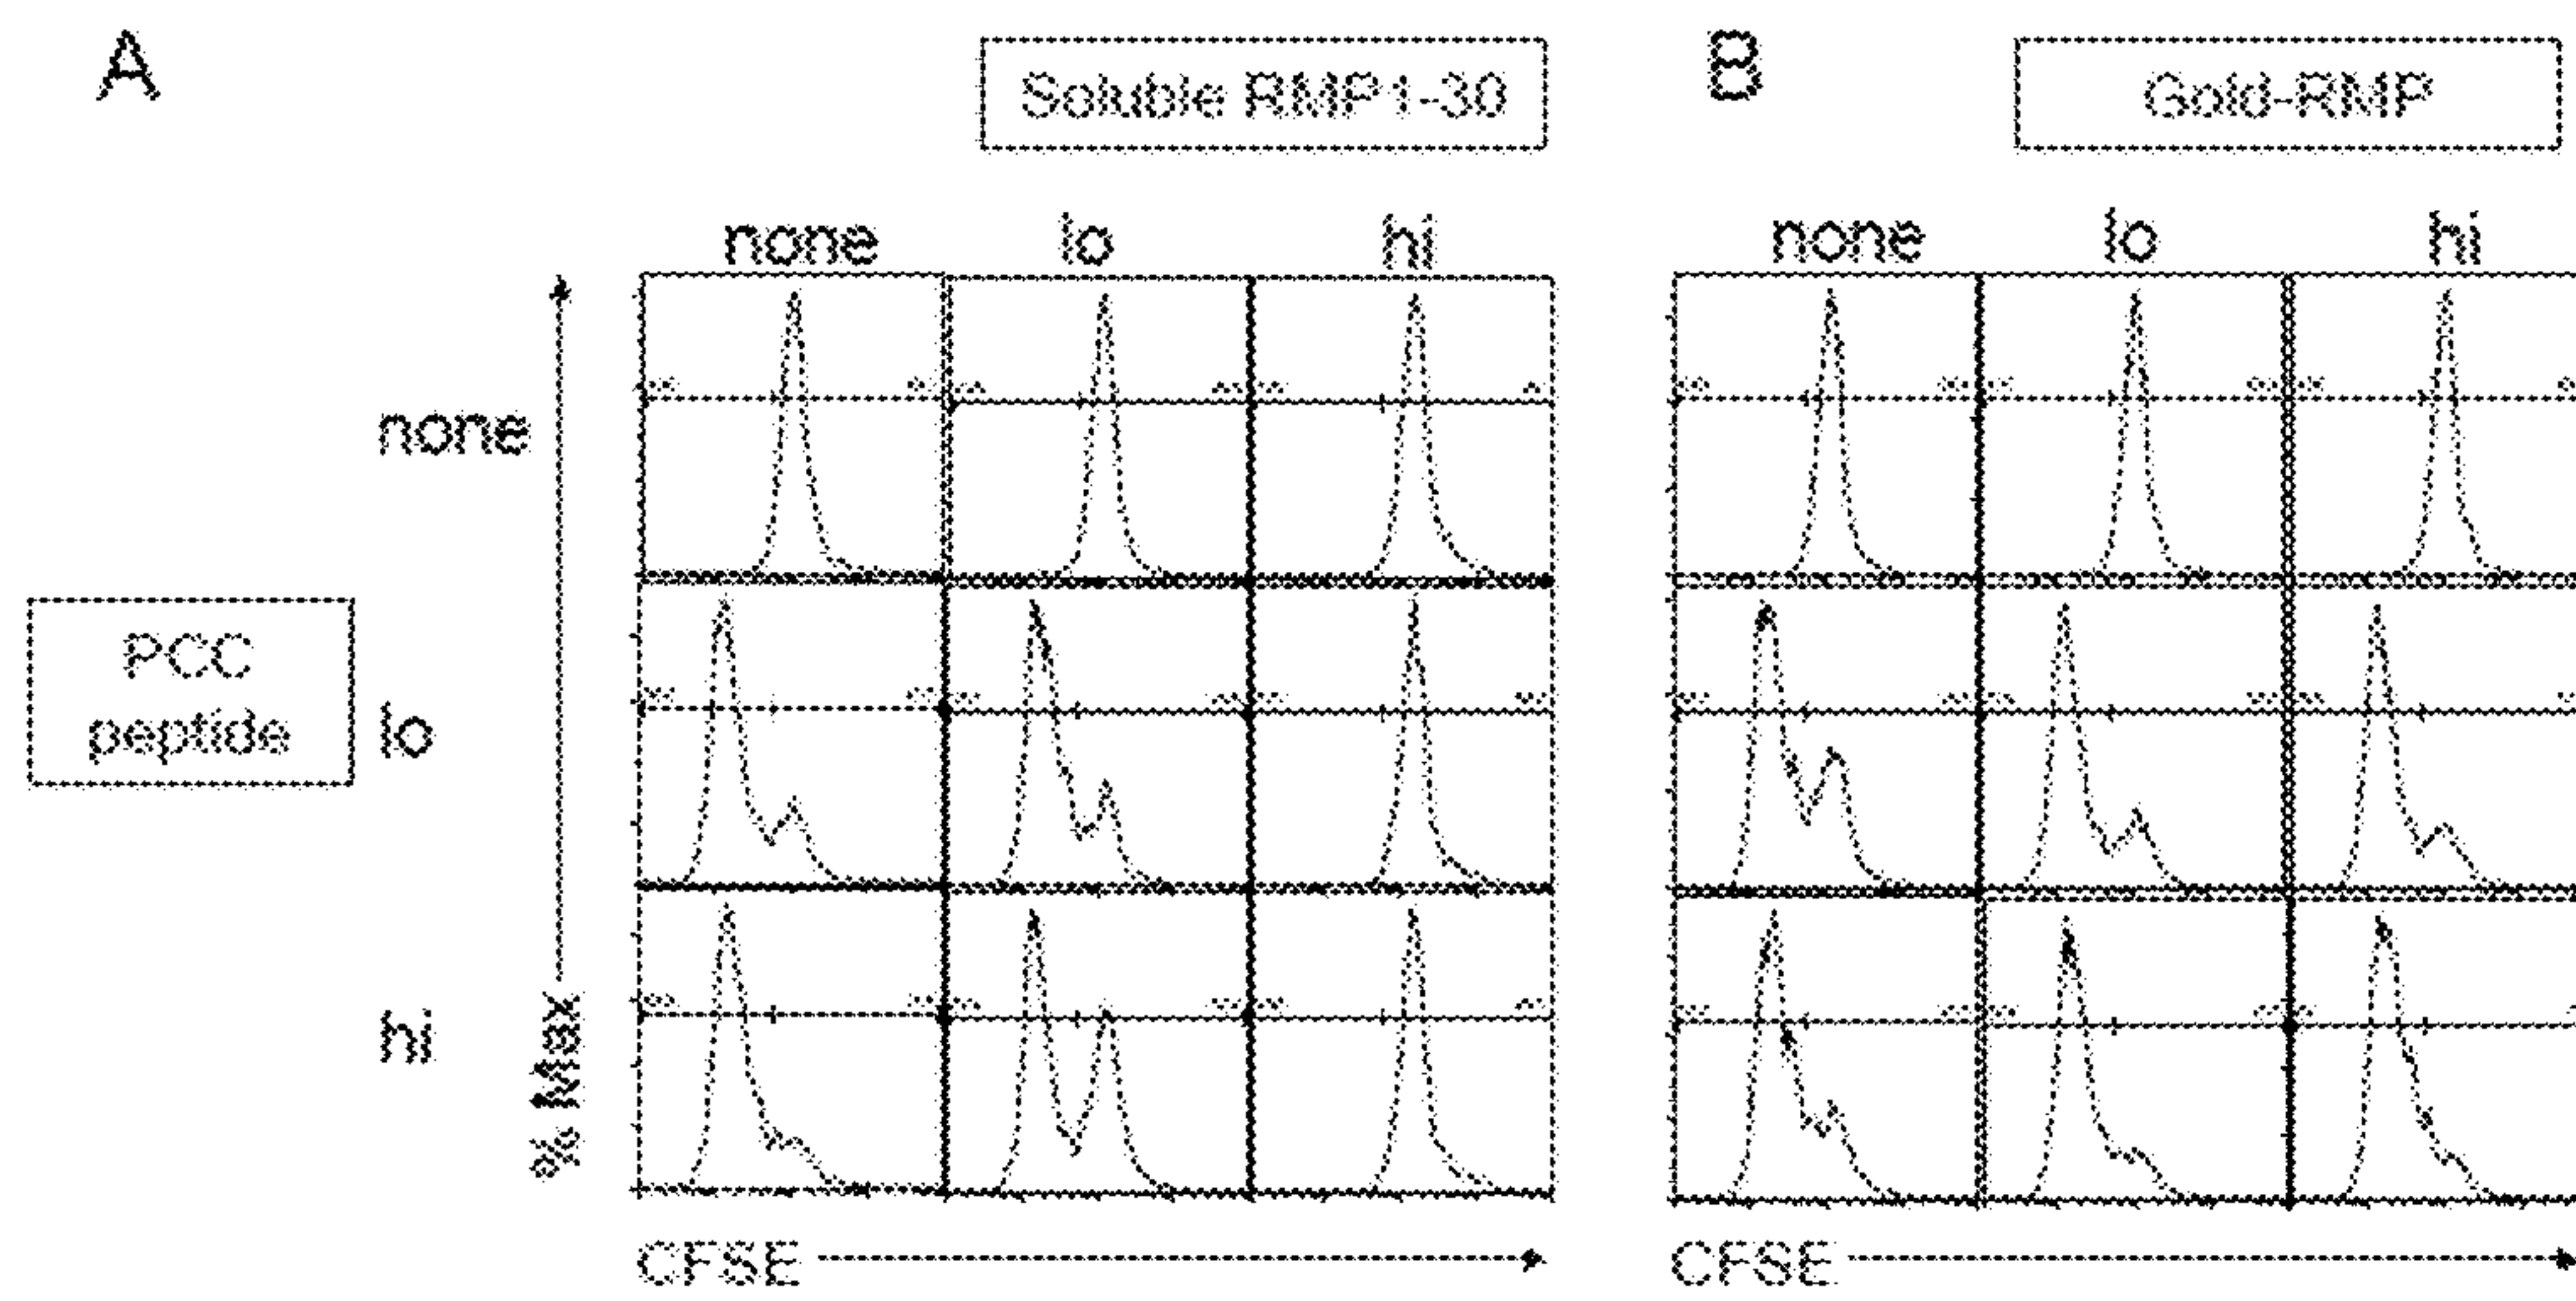 A
Soluble RMP1-30
B
Gold-RMP
none lo hi
none lo hi
none
PCC
peptide
lo
hi
% Max
CFSE
CFSE